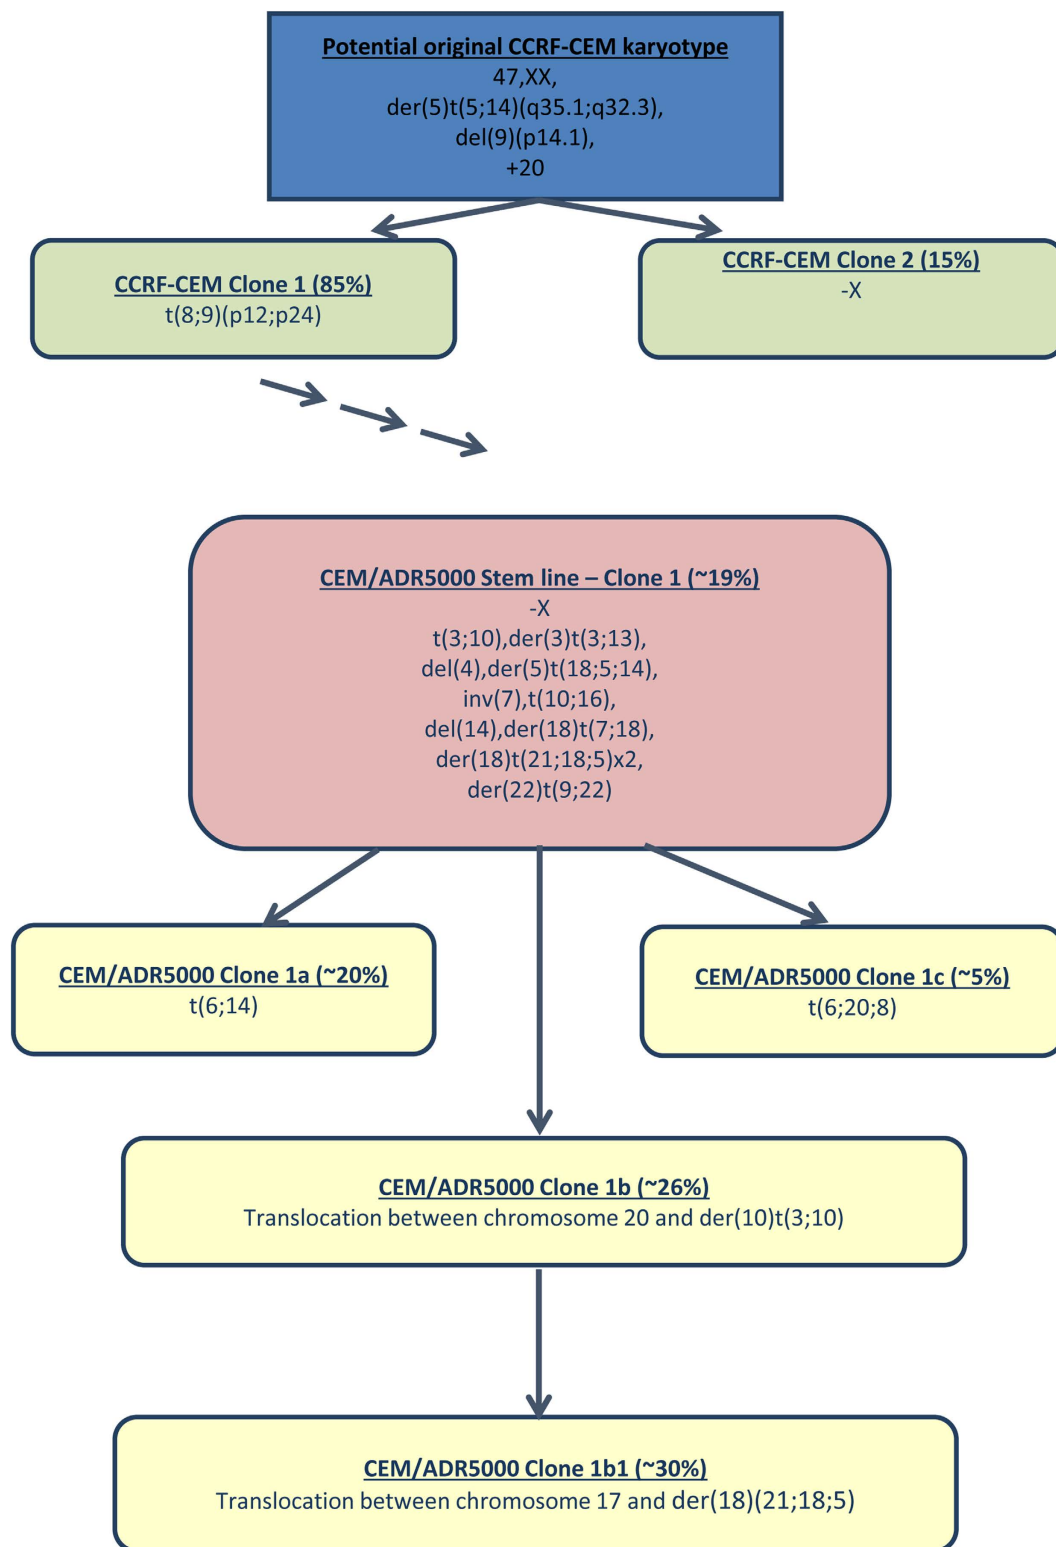 Potential original CCRF-CEM karyotype
47,XX,
der(5)t(5;14)(q35.1;q32.3),
del(9)(p14.1),
+20
CCRF-CEM Clone 1 (85%)
t(8;9)(p12;p24)
CCRF-CEM Clone 2 (15%)
-X
CEM/ADR5000 Stem line – Clone 1 (~19%)
-X
t(3;10),der(3)t(3;13),
del(4),der(5)t(18;5;14),
inv(7),t(10;16),
del(14),der(18)t(7;18),
der(18)t(21;18;5)x2,
der(22)t(9;22)
CEM/ADR5000 Clone 1a (~20%)
t(6;14)
CEM/ADR5000 Clone 1c (~5%)
t(6;20;8)
CEM/ADR5000 Clone 1b (~26%)
Translocation between chromosome 20 and der(10)t(3;10)
CEM/ADR5000 Clone 1b1 (~30%)
Translocation between chromosome 17 and der(18)(21;18;5)